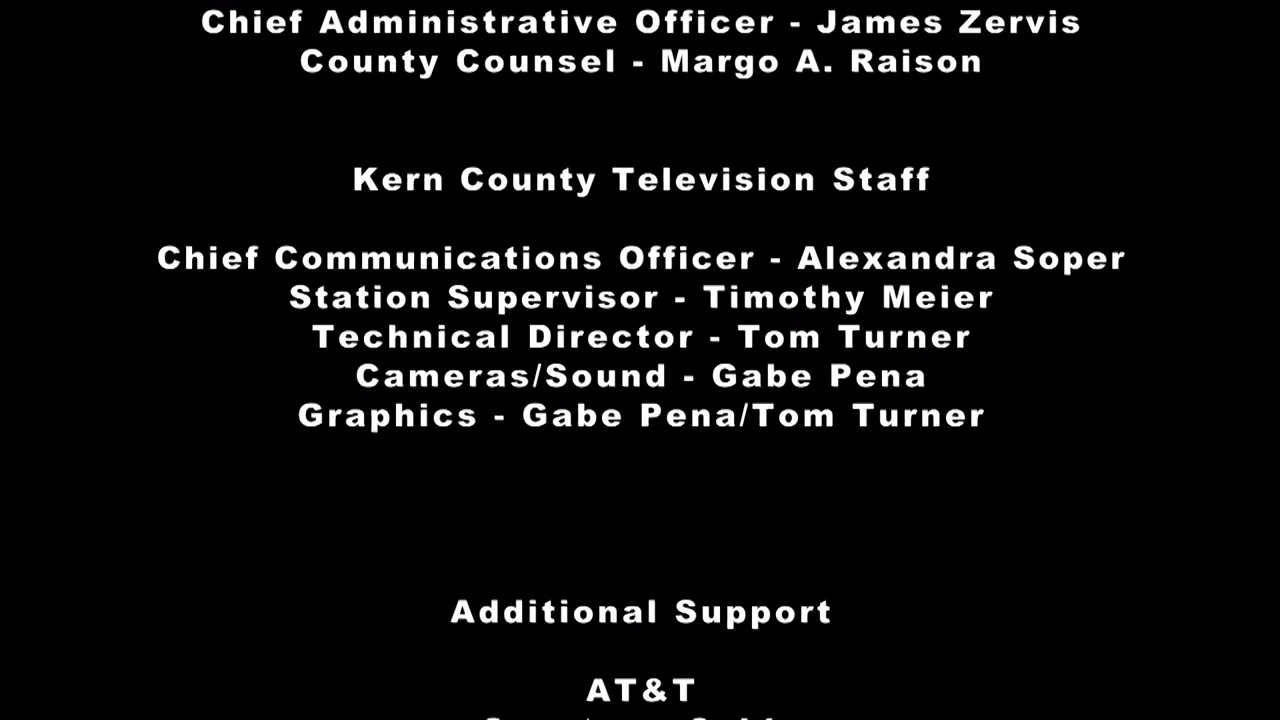 Chief Administrative Officer - James Zervis
County Counsel - Margo A. Raison
Kern County Television Staff
Chief Communications Officer - Alexandra Soper
Station Supervisor - Timothy Meier
Technical Director - Tom Turner
Cameras/Sound - Gabe Pena
Graphics - Gabe Pena/Tom Turner
Additional Support
AT&T